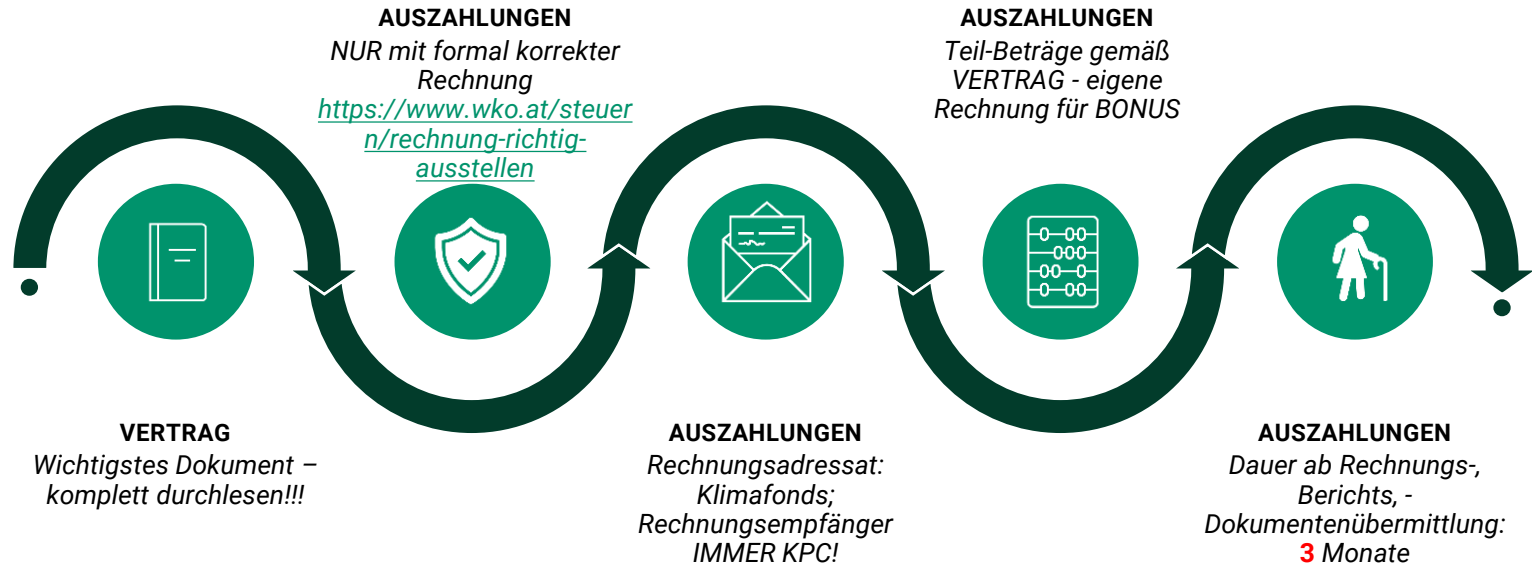 VERTRAG
Wichtigstes Dokument –
komplett durchlesen!!!
AUSZAHLUNGEN
NUR mit formal korrekter
Rechnung
https://www.wko.at/steuer
n/rechnung-richtig-
ausstellen
AUSZAHLUNGEN
Rechnungsadressat:
Klimafonds;
Rechnungsempfänger
IMMER KPC!
AUSZAHLUNGEN
Teil-Beträge gemäß
VERTRAG - eigene
Rechnung für BONUS
AUSZAHLUNGEN
Dauer ab Rechnungs-,
Berichts, -
Dokumentenübermittlung:
3 Monate